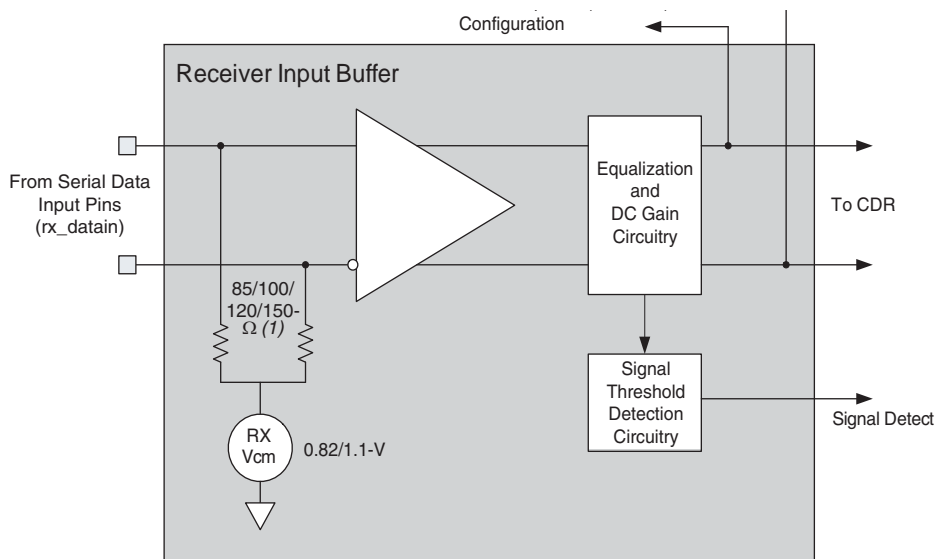 Configuration
Receiver Input Buffer
From Serial Data
Input Pins
(rx_datain)
Equalization
and
DC Gain
Circuitry
To CDR
85/100/
120/150-
Ω (1)
Signal
Threshold
Detection
Circuitry
Signal Detect
RX
Vcm
0.82/1.1-V